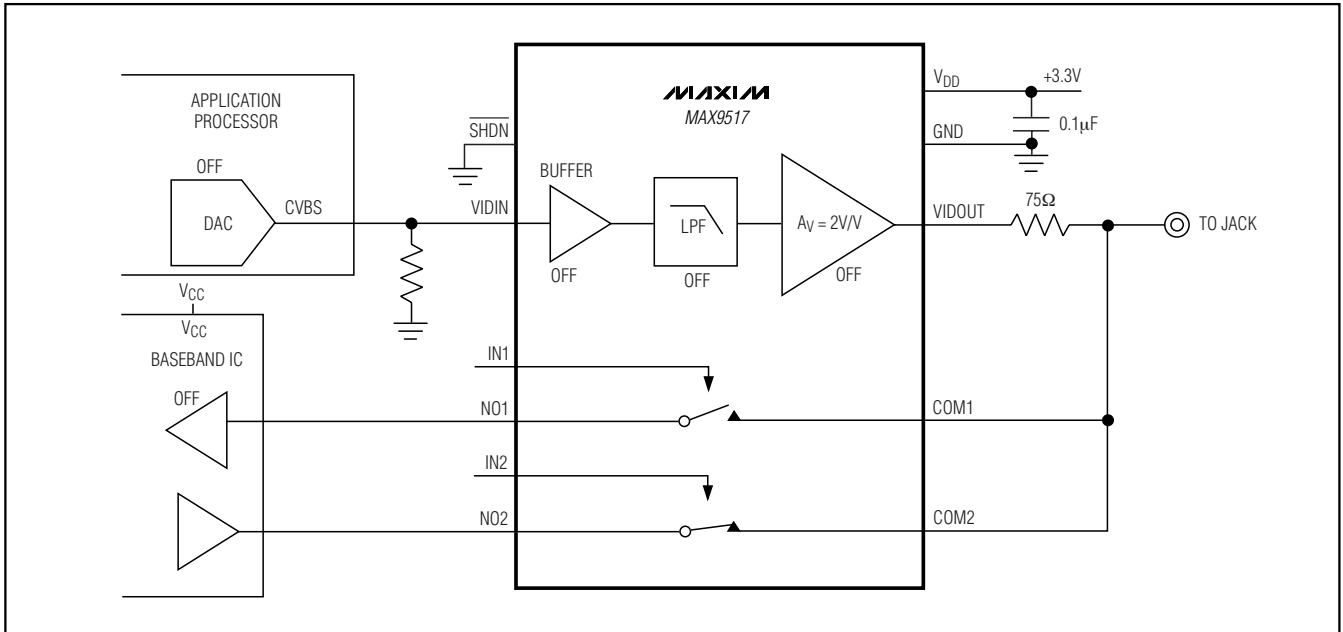 APPLICATION
PROCESSOR
OFF
DAC
CVBS
VCC
VCC
BASEBAND IC
OFF
MAXIM
MAX9517
SHDN
VIDIN
BUFFER
OFF
LPF
OFF
AV = 2V/V
OFF
IN1
NO1
IN2
NO2
VDD
+3.3V
0.1µF
GND
VIDOUT
75Ω
TO JACK
COM1
COM2